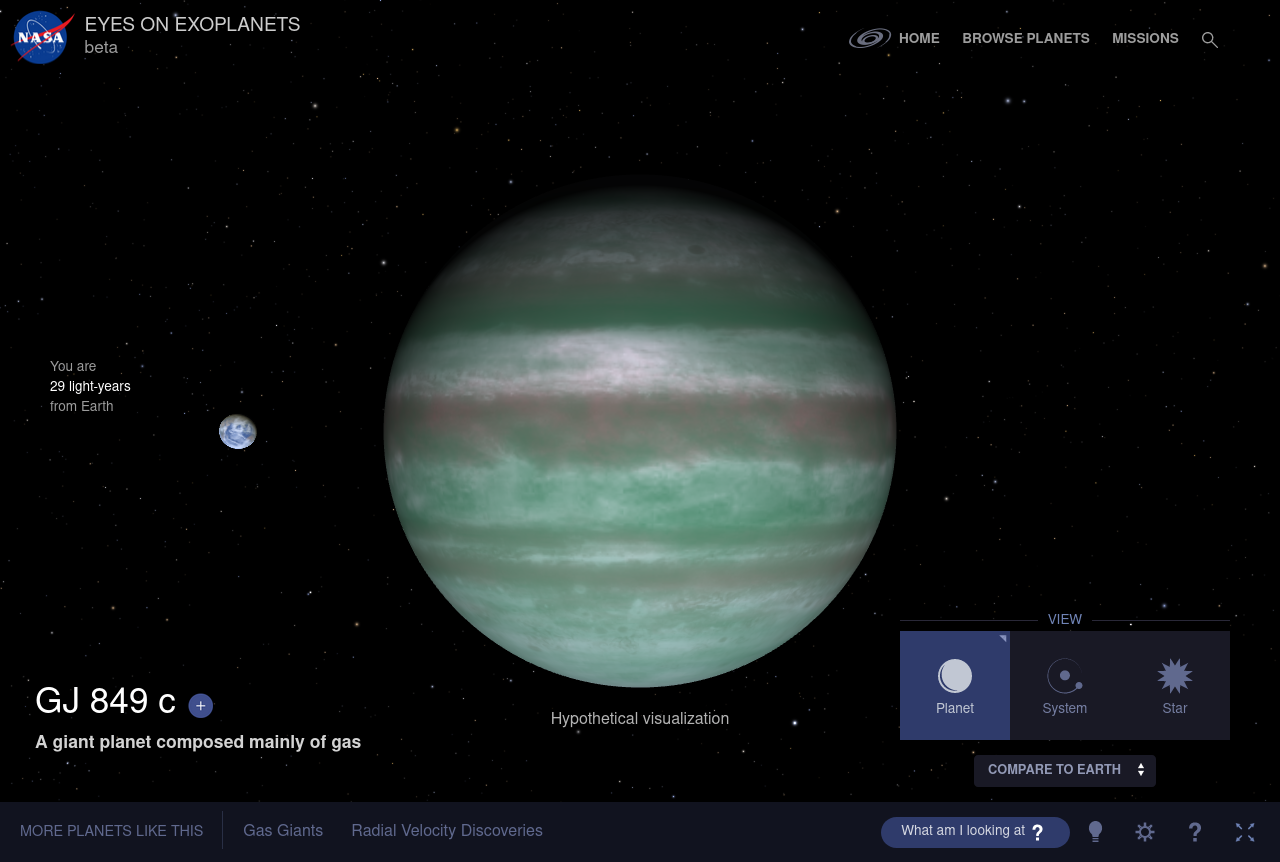 NASA
EYES ON EXOPLANETS
beta
HOME
BROWSE PLANETS
MISSIONS
You are
29 light-years
from Earth
VIEW
Planet
System
Star
GJ 849 c +
A giant planet composed mainly of gas
Hypothetical visualization
COMPARE TO EARTH
MORE PLANETS LIKE THIS
Gas Giants
Radial Velocity Discoveries
What am I looking at ?
?